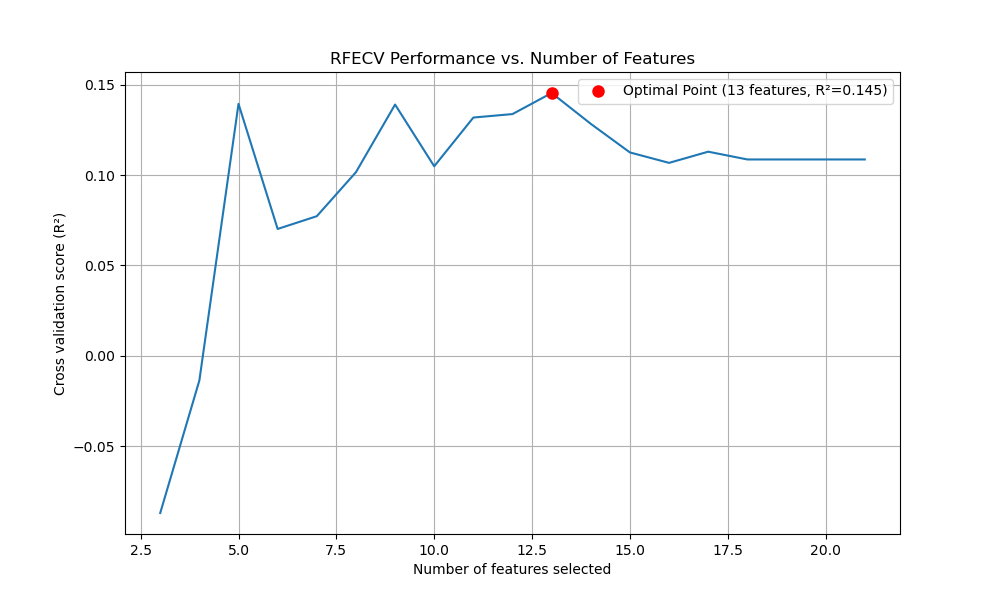 RFECV Performance vs. Number of Features
Optimal Point (13 features, R²=0.145)
0.15
0.10
0.05
0.00
−0.05
Cross validation score (R²)
2.5 5.0 7.5 10.0 12.5 15.0 17.5 20.0
Number of features selected